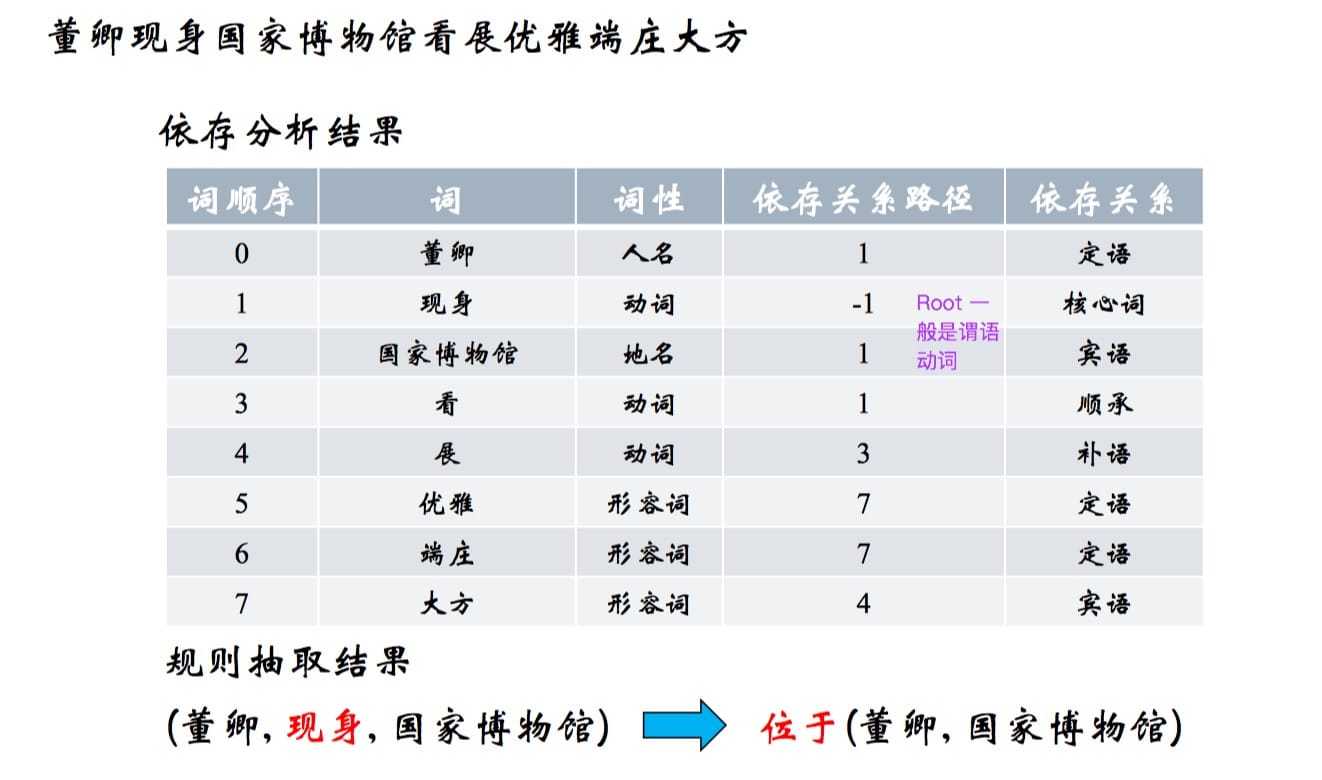 董卿现身国家博物馆看展优雅端庄大方
依存分析结果
词顺序 词 词性 依存关系路径 依存关系
0 董卿 人名 1 定语
1 现身 动词 -1 核心词
Root 一
般是谓语
动词
2 国家博物馆 地名 1 宾语
3 看 动词 1 顺承
4 展 动词 3 补语
5 优雅 形容词 7 定语
6 端庄 形容词 7 定语
7 大方 形容词 4 宾语
规则抽取结果
(董卿, 现身, 国家博物馆) 位于(董卿, 国家博物馆)